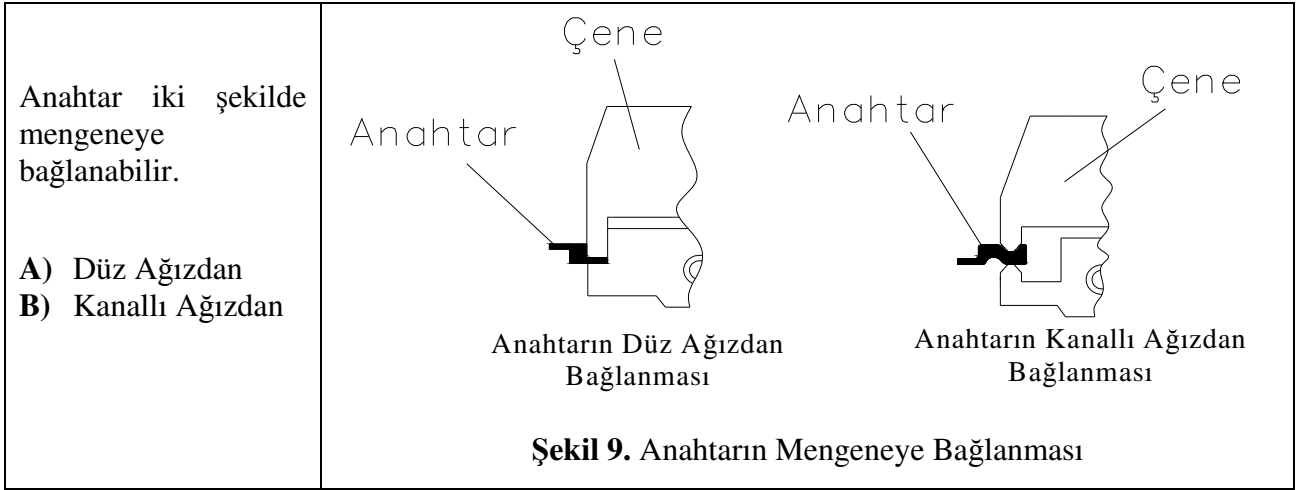 Anahtar iki şekilde
mengeneye
bağlanabilir.
A) Düz Ağızdan
B) Kanallı Ağızdan
Çene
Anahtar
Anahtarın Düz Ağızdan
Bağlanması
Çene
Anahtar
Anahtarın Kanallı Ağızdan
Bağlanması
Şekil 9. Anahtarın Mengeneye Bağlanması